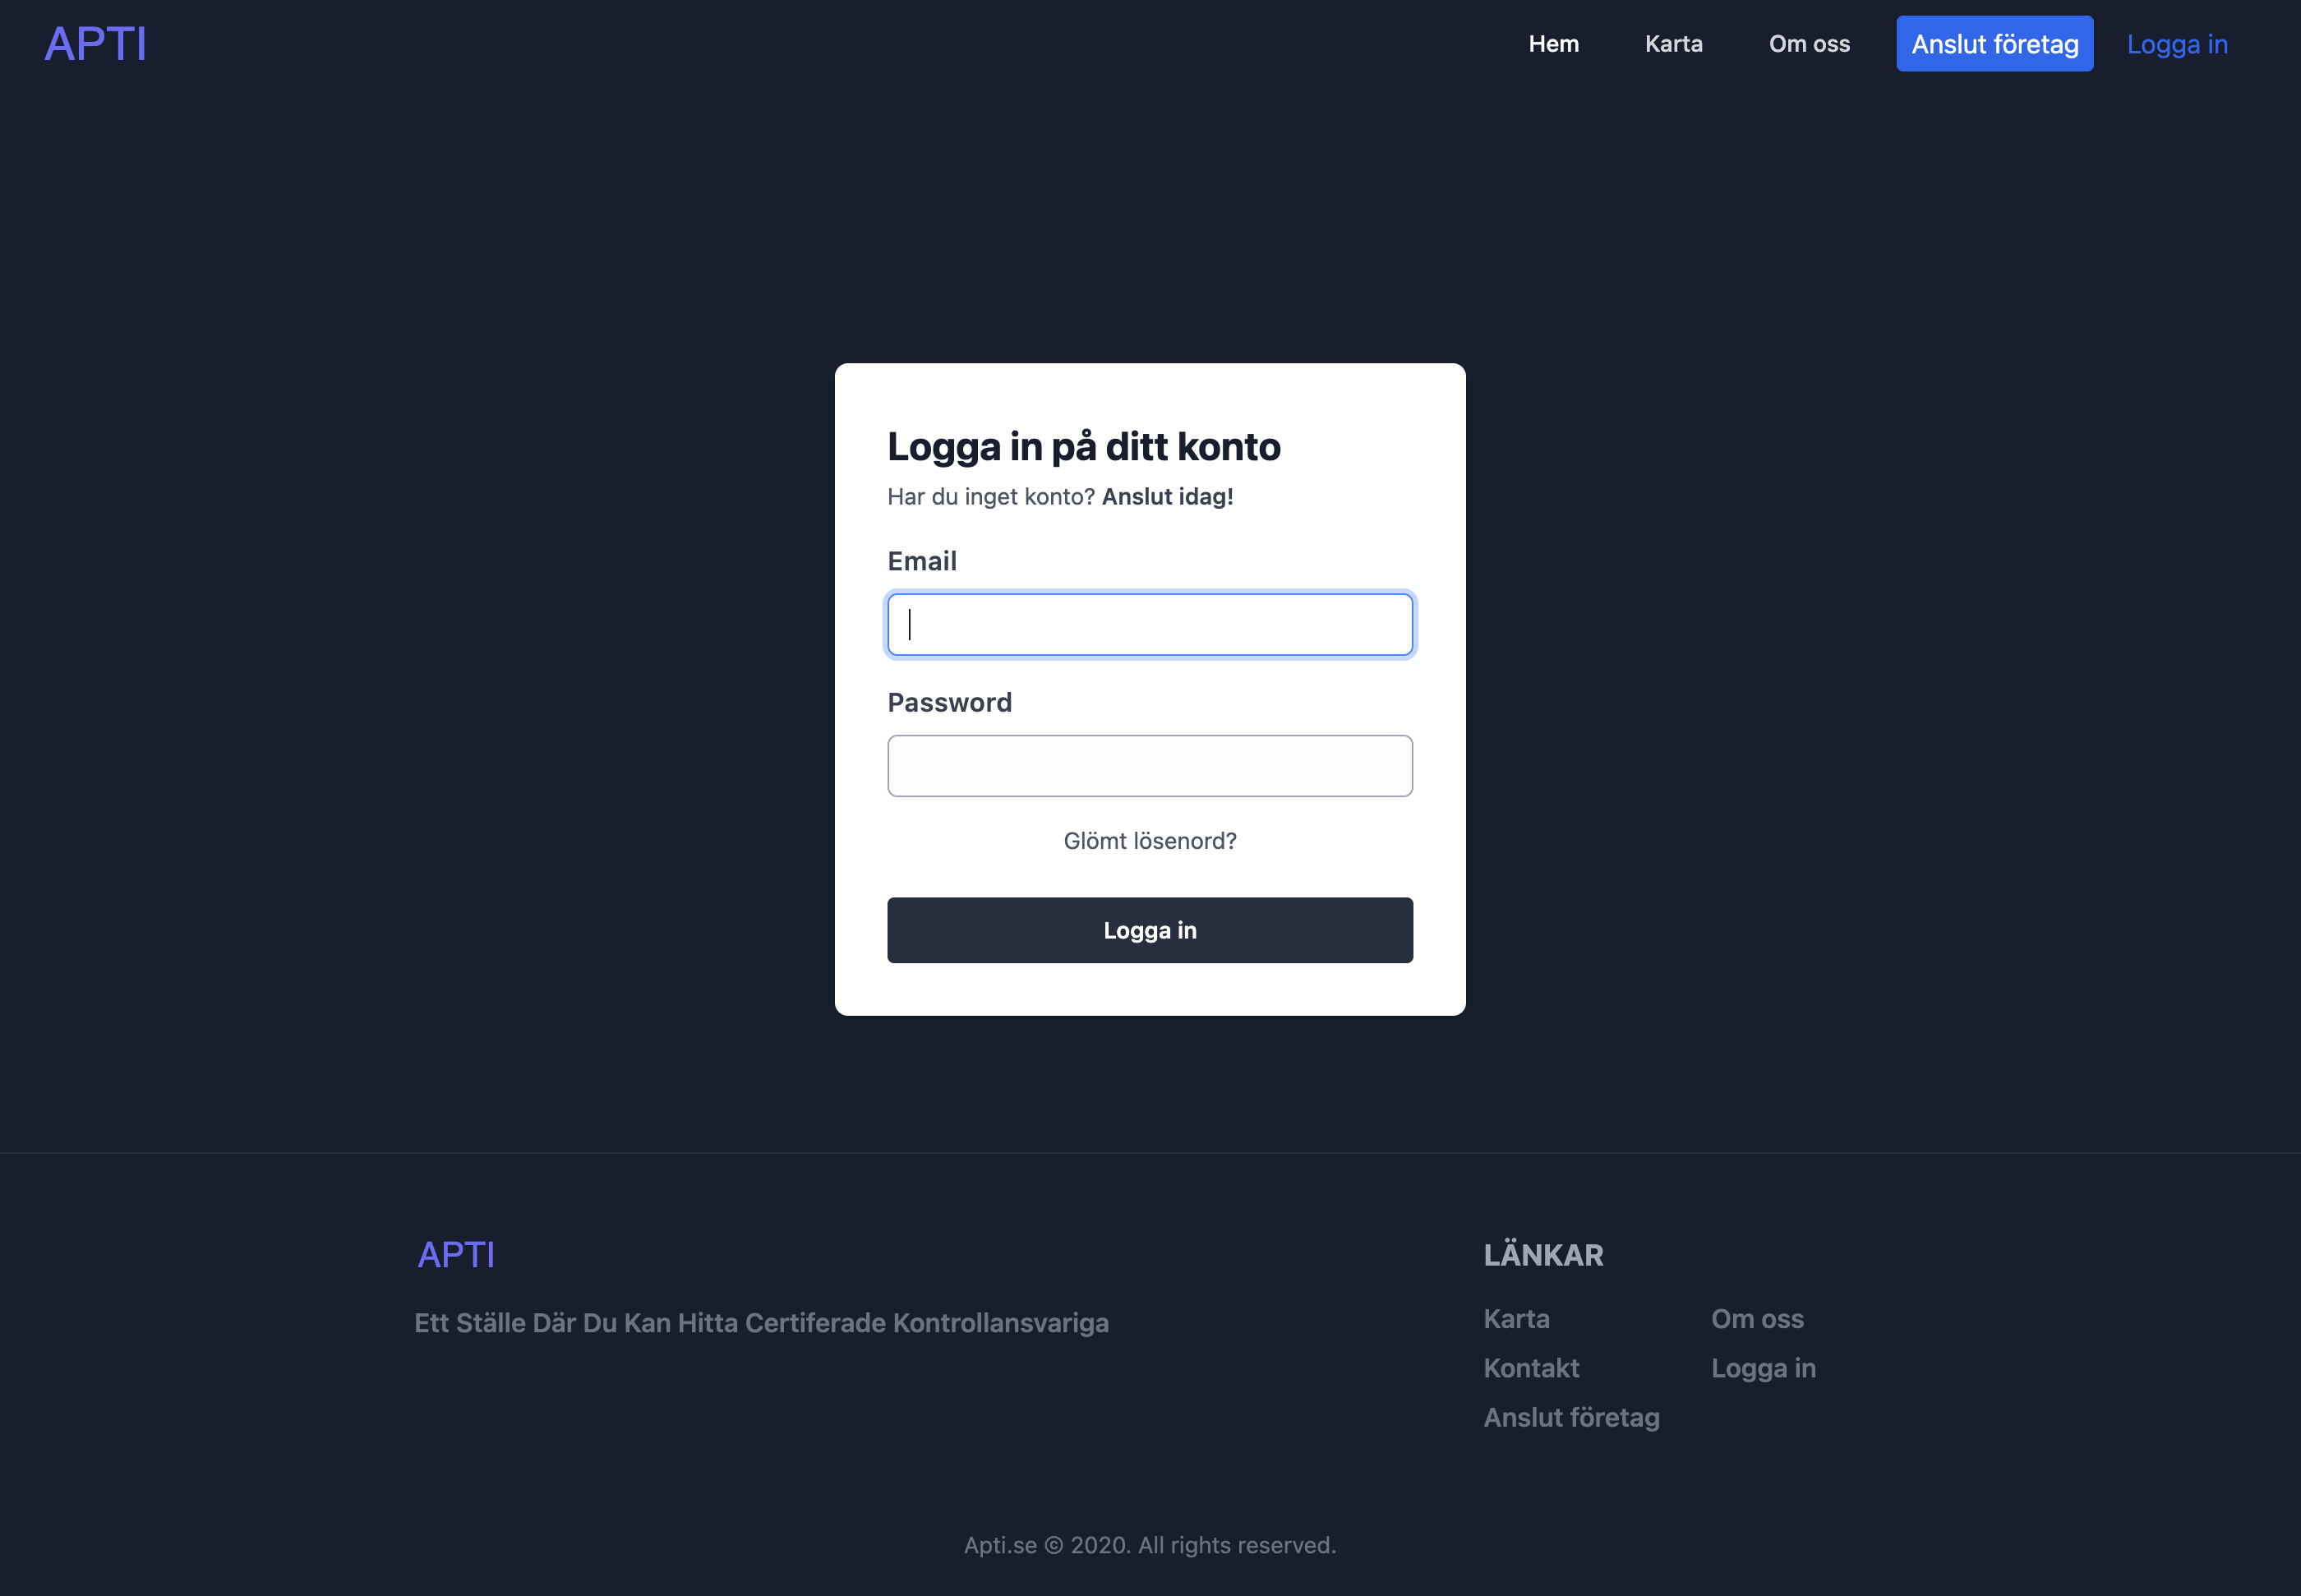 APTI
Hem Karta Om oss Anslut företag Logga in
Logga in på ditt konto
Har du inget konto? Anslut idag!
Email
Password
Glömt lösenord?
Logga in
APTI
Ett Ställe Där Du Kan Hitta Certiferade Kontrollansvariga
LÄNKAR
Karta
Om oss
Kontakt
Logga in
Anslut företag
Apti.se © 2020. All rights reserved.